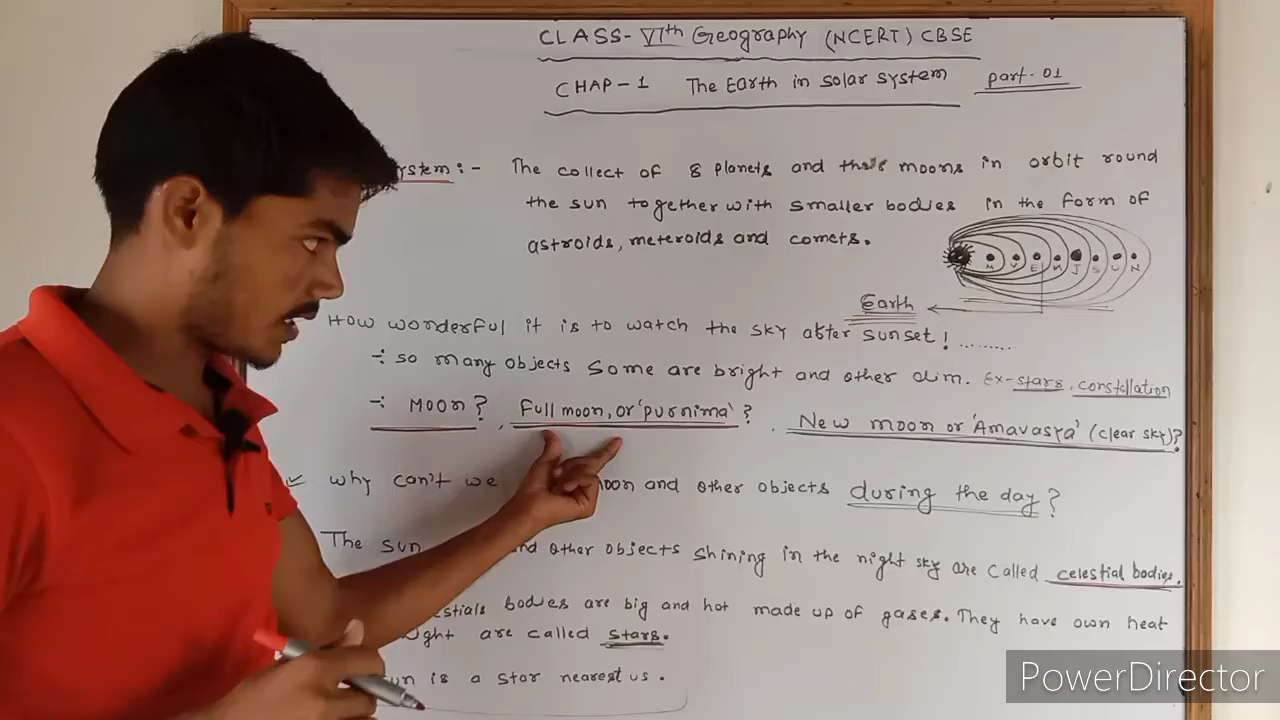 CLASS- VIth Geography (NCERT) CBSE
CHAP-1 The Earth in solar system part-01
ystem:- The collect of 8 planets and their moons in orbit round
the sun together with smaller bodies in the form of
astroids, meteroids and comets.
M V E M J S U N
Earth
How wonderful it is to watch the sky after sunset! .........
÷ so many objects some are bright and other dim. Ex-stars, constellation
÷ Moon? , Full moon, or 'purnima'? , New moon or 'Amavasya' (clear sky)?
✓ why can't we moon and other objects during the day?
The sun and other objects shining in the night sky are called celestial bodies.
bodies are big and hot made up of gases. They have own heat
are called stars.
is a star nearest us.
PowerDirector